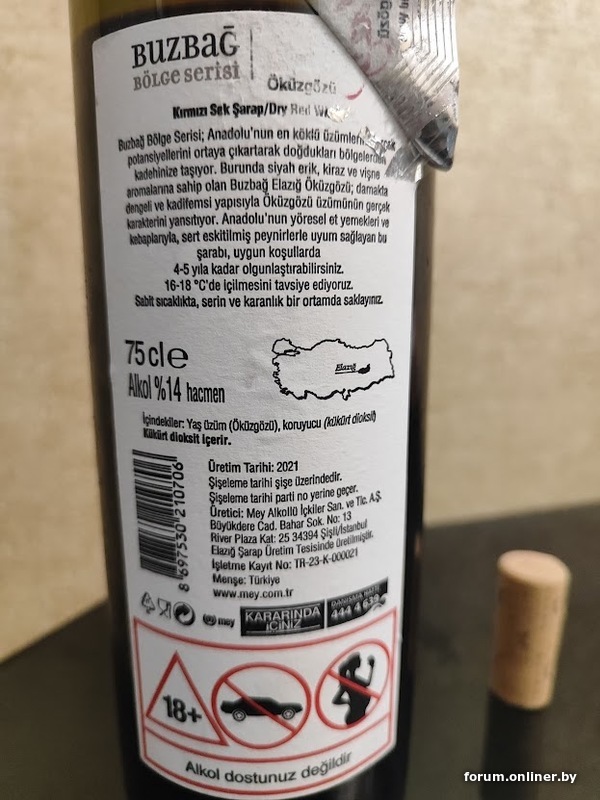 BUZBAĞ
BÖLGE SERİSİ
Öküzgözü
Kırmızı Sek Şarap/Dry Red
Buzbağ Bölge Serisi; Anadolu'nun en köklü
potansiyellerini ortaya çıkartarak doğdukları bölgelerden
kadehinize taşıyor. Burunda siyah erik, kiraz ve vişne
aromalarına sahip olan Buzbağ Elazığ Öküzgözü; damakta
dengeli ve kadifemsi yapısıyla Öküzgözü üzümünün gerçek
karakterini yansıtıyor. Anadolu'nun yöresel et yemekleri ve
kebaplarıyla, sert eskitilmiş peynirlerle uyum sağlayan bu
şarabı, uygun koşullarda
4-5 yıla kadar olgunlaştırabilirsiniz.
16-18 °C'de içilmesini tavsiye ediyoruz.
Sabit sıcaklıkta, serin ve karanlık bir ortamda saklayınız.
75 cl e
Alkol %14 hacmen
Elazığ
İçindekiler: Yaş üzüm (Öküzgözü), koruyucu (kükürt dioksit)
Kükürt dioksit içerir.
8 697530 210706
Üretim Tarihi: 2021
Şişeleme tarihi şişe üzerindedir.
Şişeleme tarihi parti no yerine geçer.
Üretici: Mey Alkollü İçkiler San. ve Tic. A.Ş.
Büyükdere Cad. Bahar Sok. No: 13
River Plaza Kat: 25 34394 Şişli/İstanbul
Elazığ Şarap Üretim Tesisinde üretilmiştir.
İşletme Kayıt No: TR-23-K-000021
Menşe: Türkiye
www.mey.com.tr
mey
KARARINDA
İÇİNİZ
DANIŞMA HATTI
444 4 639
18+
Alkol dostunuz değildir
forum.onliner.by